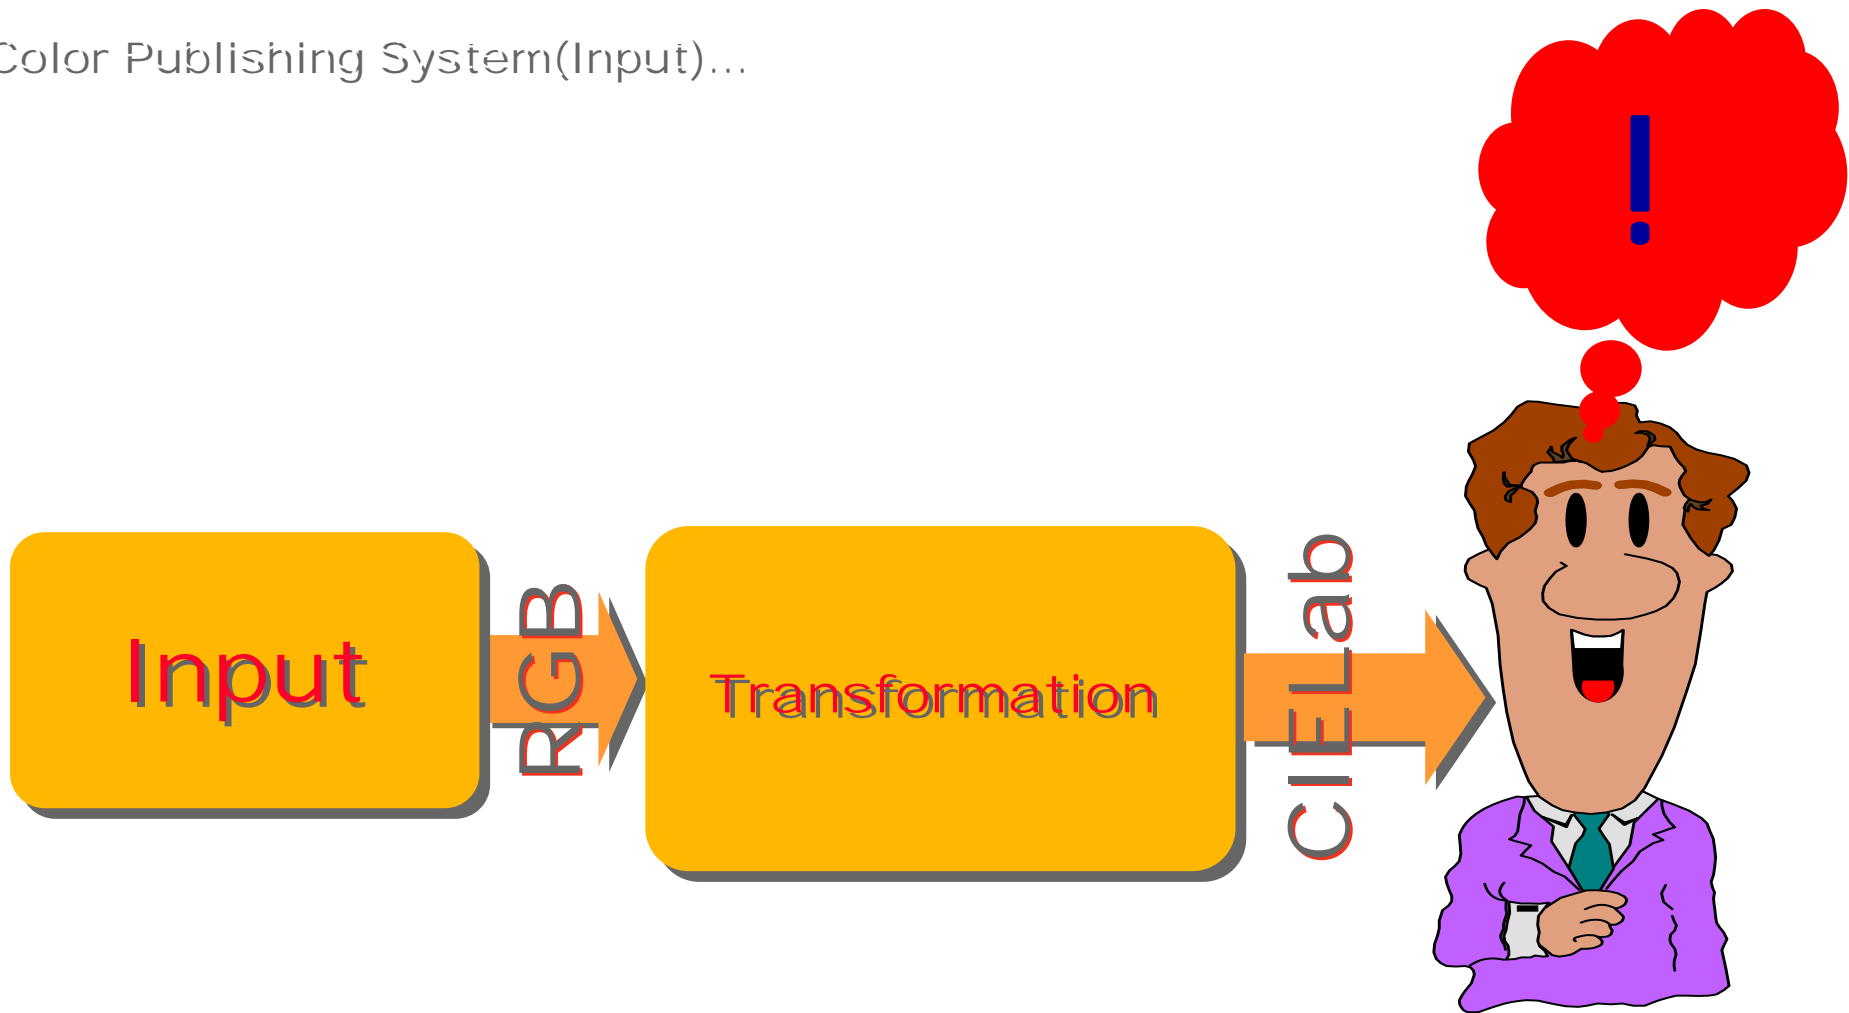 Color Publishing System(Input)...
!
Input
RGB
Transformation
CIELab